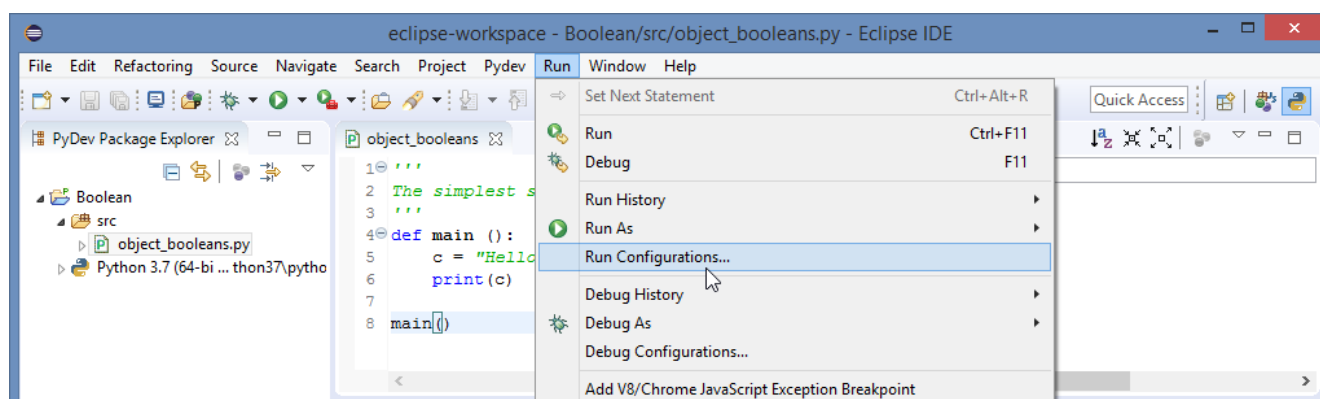 eclipse-workspace - Boolean/src/object_booleans.py - Eclipse IDE
File Edit Refactoring Source Navigate Search Project Pydev Run Window Help
Quick Access
PyDev Package Explorer
Boolean
src
object_booleans.py
Python 3.7 (64-bi ... thon37\pytho
object_booleans
1 '''
2 The simplest s
3 '''
4 def main ():
5 c = "Hello
6 print(c)
7
8 main()
Set Next Statement Ctrl+Alt+R
Run Ctrl+F11
Debug F11
Run History
Run As
Run Configurations...
Debug History
Debug As
Debug Configurations...
Add V8/Chrome JavaScript Exception Breakpoint